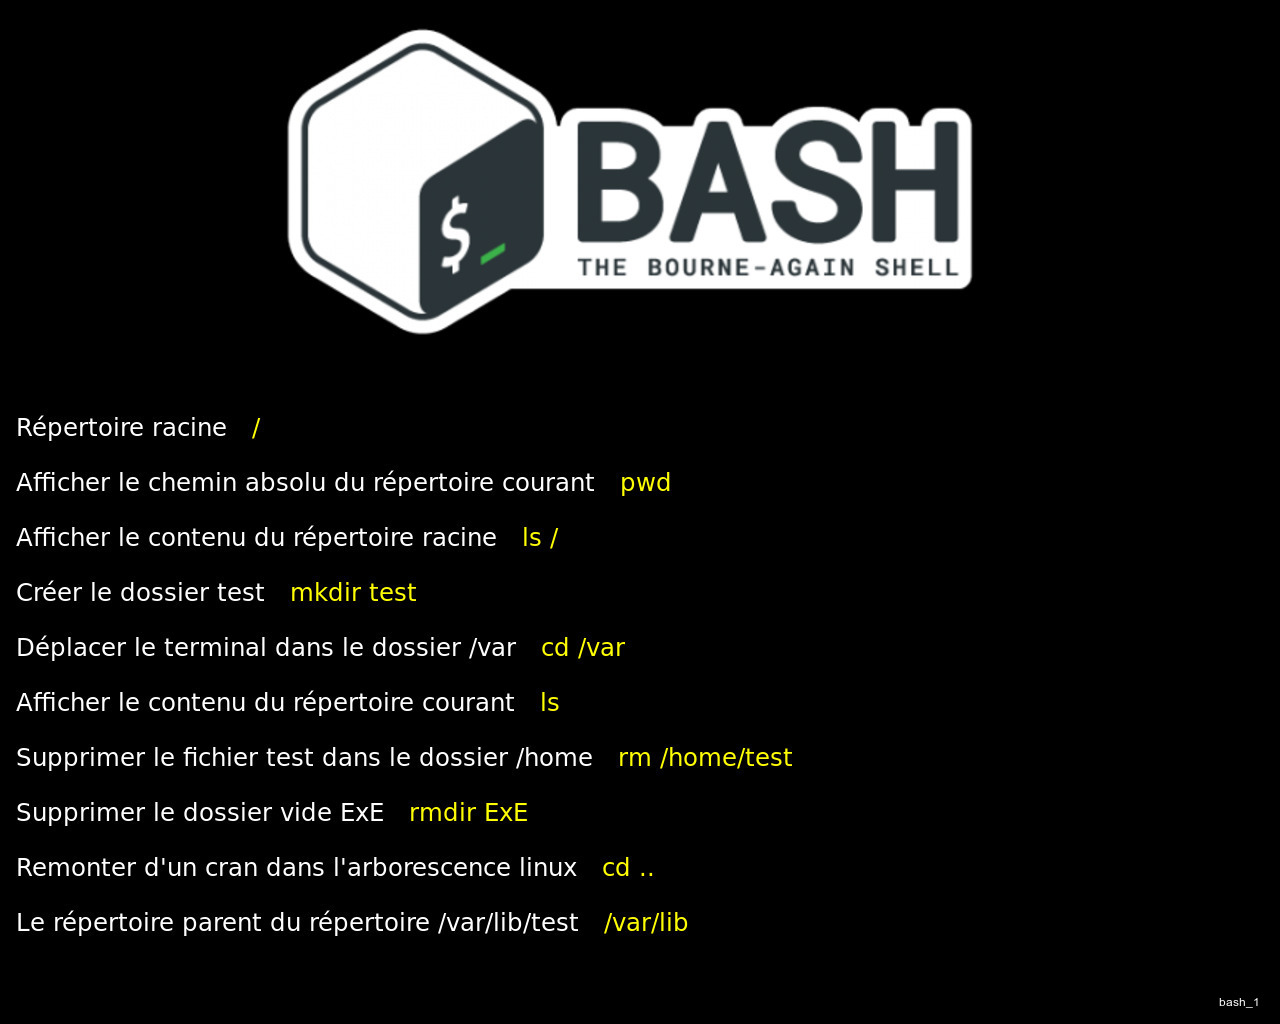 $_
BASH
THE BOURNE-AGAIN SHELL
Répertoire racine /
Afficher le chemin absolu du répertoire courant pwd
Afficher le contenu du répertoire racine ls /
Créer le dossier test mkdir test
Déplacer le terminal dans le dossier /var cd /var
Afficher le contenu du répertoire courant ls
Supprimer le fichier test dans le dossier /home rm /home/test
Supprimer le dossier vide ExE rmdir ExE
Remonter d'un cran dans l'arborescence linux cd ..
Le répertoire parent du répertoire /var/lib/test /var/lib
bash_1